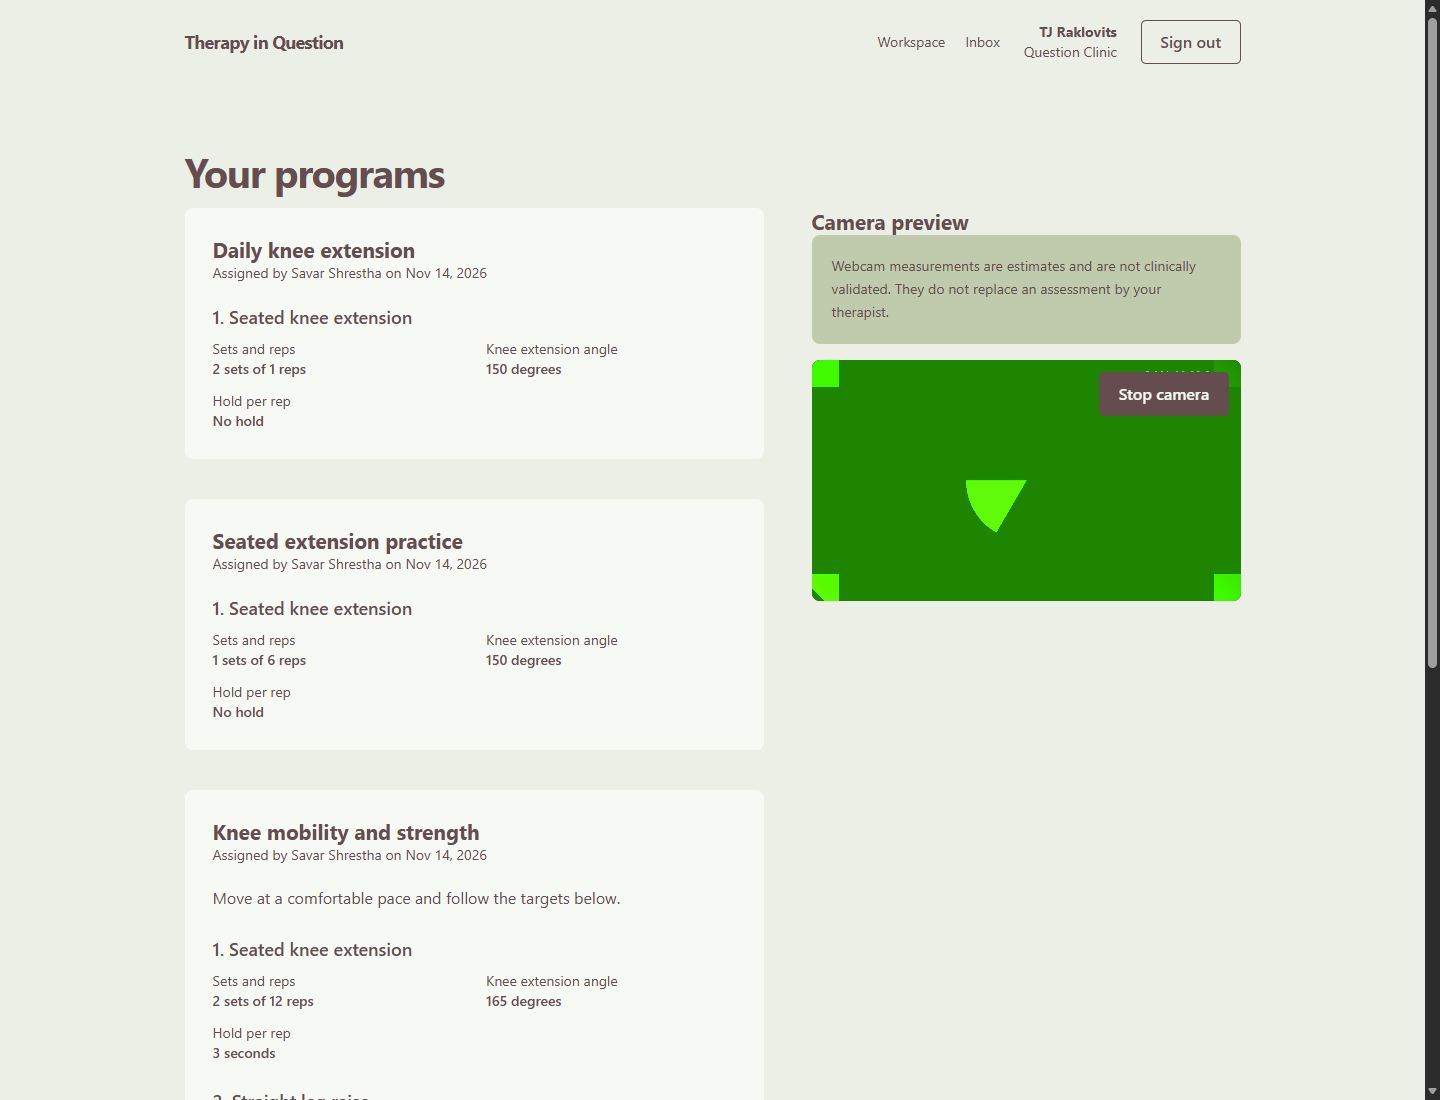 Therapy in Question
Workspace
Inbox
TJ Raklovits
Question Clinic
Sign out
Your programs
Daily knee extension
Assigned by Savar Shrestha on Nov 14, 2026
1. Seated knee extension
Sets and reps
2 sets of 1 reps
Knee extension angle
150 degrees
Hold per rep
No hold
Seated extension practice
Assigned by Savar Shrestha on Nov 14, 2026
1. Seated knee extension
Sets and reps
1 sets of 6 reps
Knee extension angle
150 degrees
Hold per rep
No hold
Knee mobility and strength
Assigned by Savar Shrestha on Nov 14, 2026
Move at a comfortable pace and follow the targets below.
1. Seated knee extension
Sets and reps
2 sets of 12 reps
Knee extension angle
165 degrees
Hold per rep
3 seconds
2. Straight leg raise
Camera preview
Webcam measurements are estimates and are not clinically
validated. They do not replace an assessment by your
therapist.
Stop camera